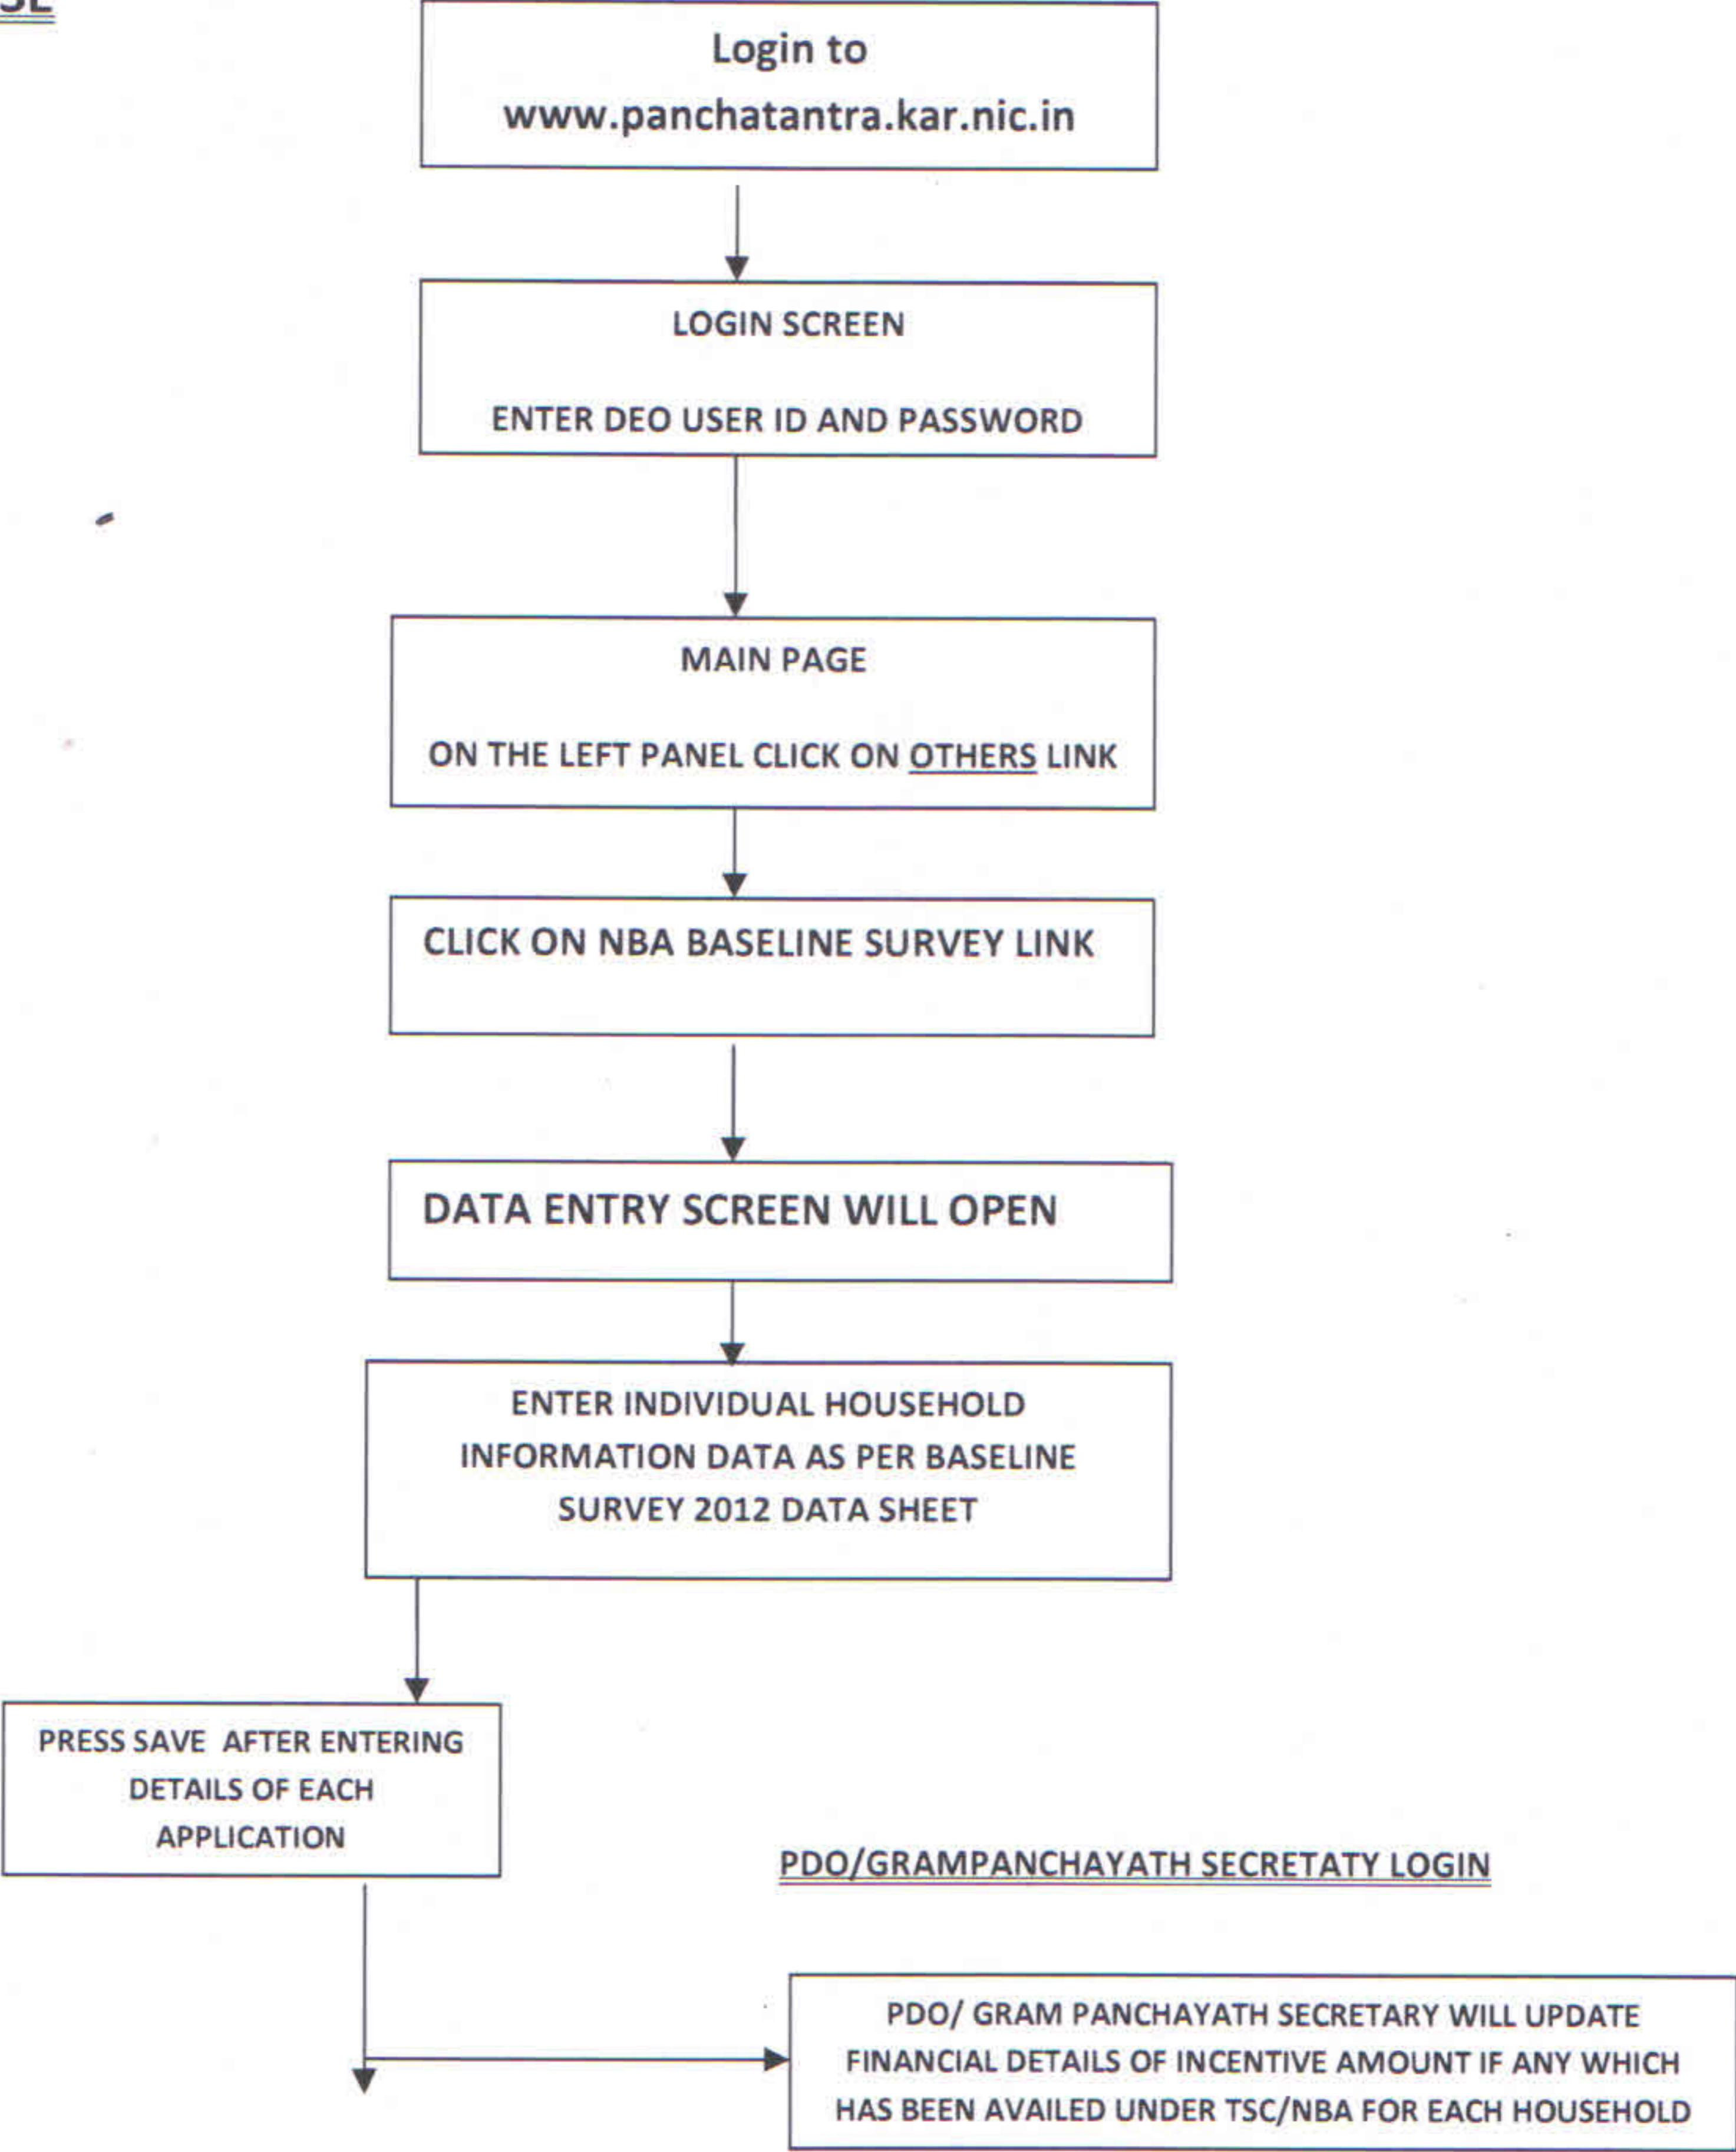 Login to
www.panchatantra.kar.nic.in
LOGIN SCREEN
ENTER DEO USER ID AND PASSWORD
MAIN PAGE
ON THE LEFT PANEL CLICK ON OTHERS LINK
CLICK ON NBA BASELINE SURVEY LINK
DATA ENTRY SCREEN WILL OPEN
ENTER INDIVIDUAL HOUSEHOLD
INFORMATION DATA AS PER BASELINE
SURVEY 2012 DATA SHEET
PRESS SAVE AFTER ENTERING
DETAILS OF EACH
APPLICATION
PDO/GRAMPANCHAYATH SECRETATY LOGIN
PDO/ GRAM PANCHAYATH SECRETARY WILL UPDATE
FINANCIAL DETAILS OF INCENTIVE AMOUNT IF ANY WHICH
HAS BEEN AVAILED UNDER TSC/NBA FOR EACH HOUSEHOLD